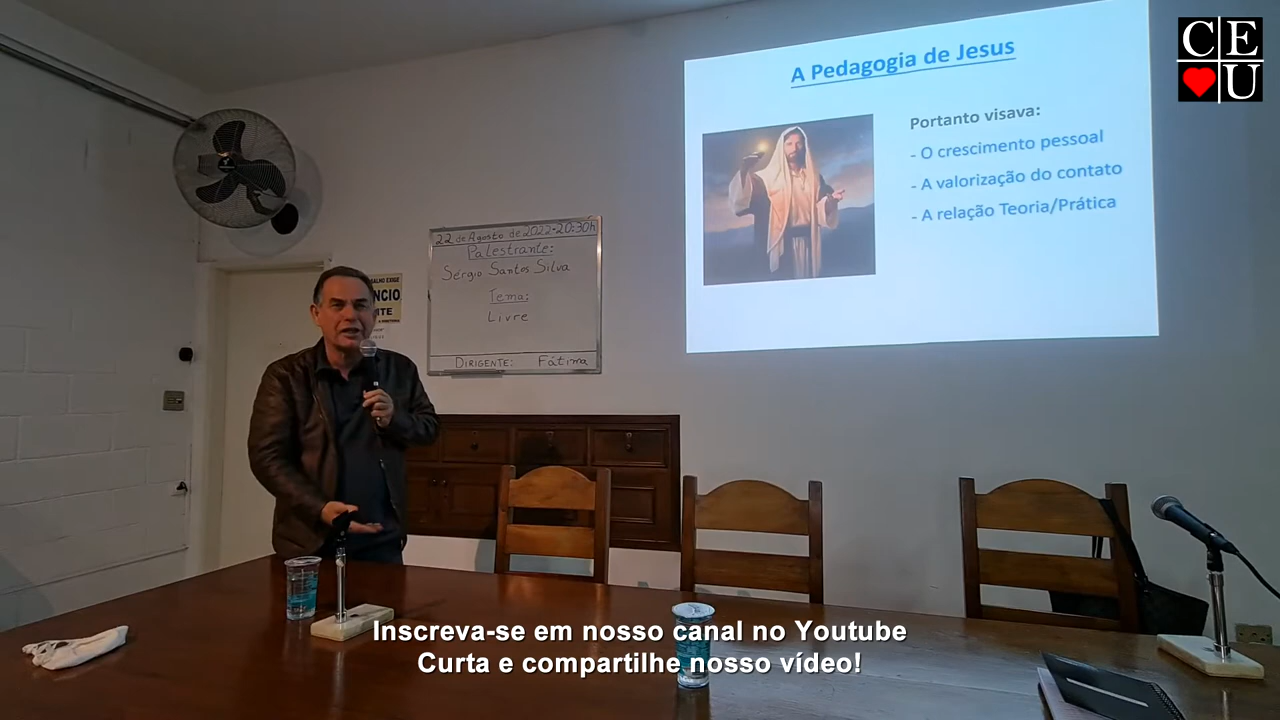 CE
U
A Pedagogia de Jesus
Portanto visava:
- O crescimento pessoal
- A valorização do contato
- A relação Teoria/Prática
22 de Agosto de 2022-20:30h
Palestrante:
Sérgio Santos Silva
Tema:
Livre
DIRIGENTE: Fátima
Inscreva-se em nosso canal no Youtube
Curta e compartilhe nosso vídeo!